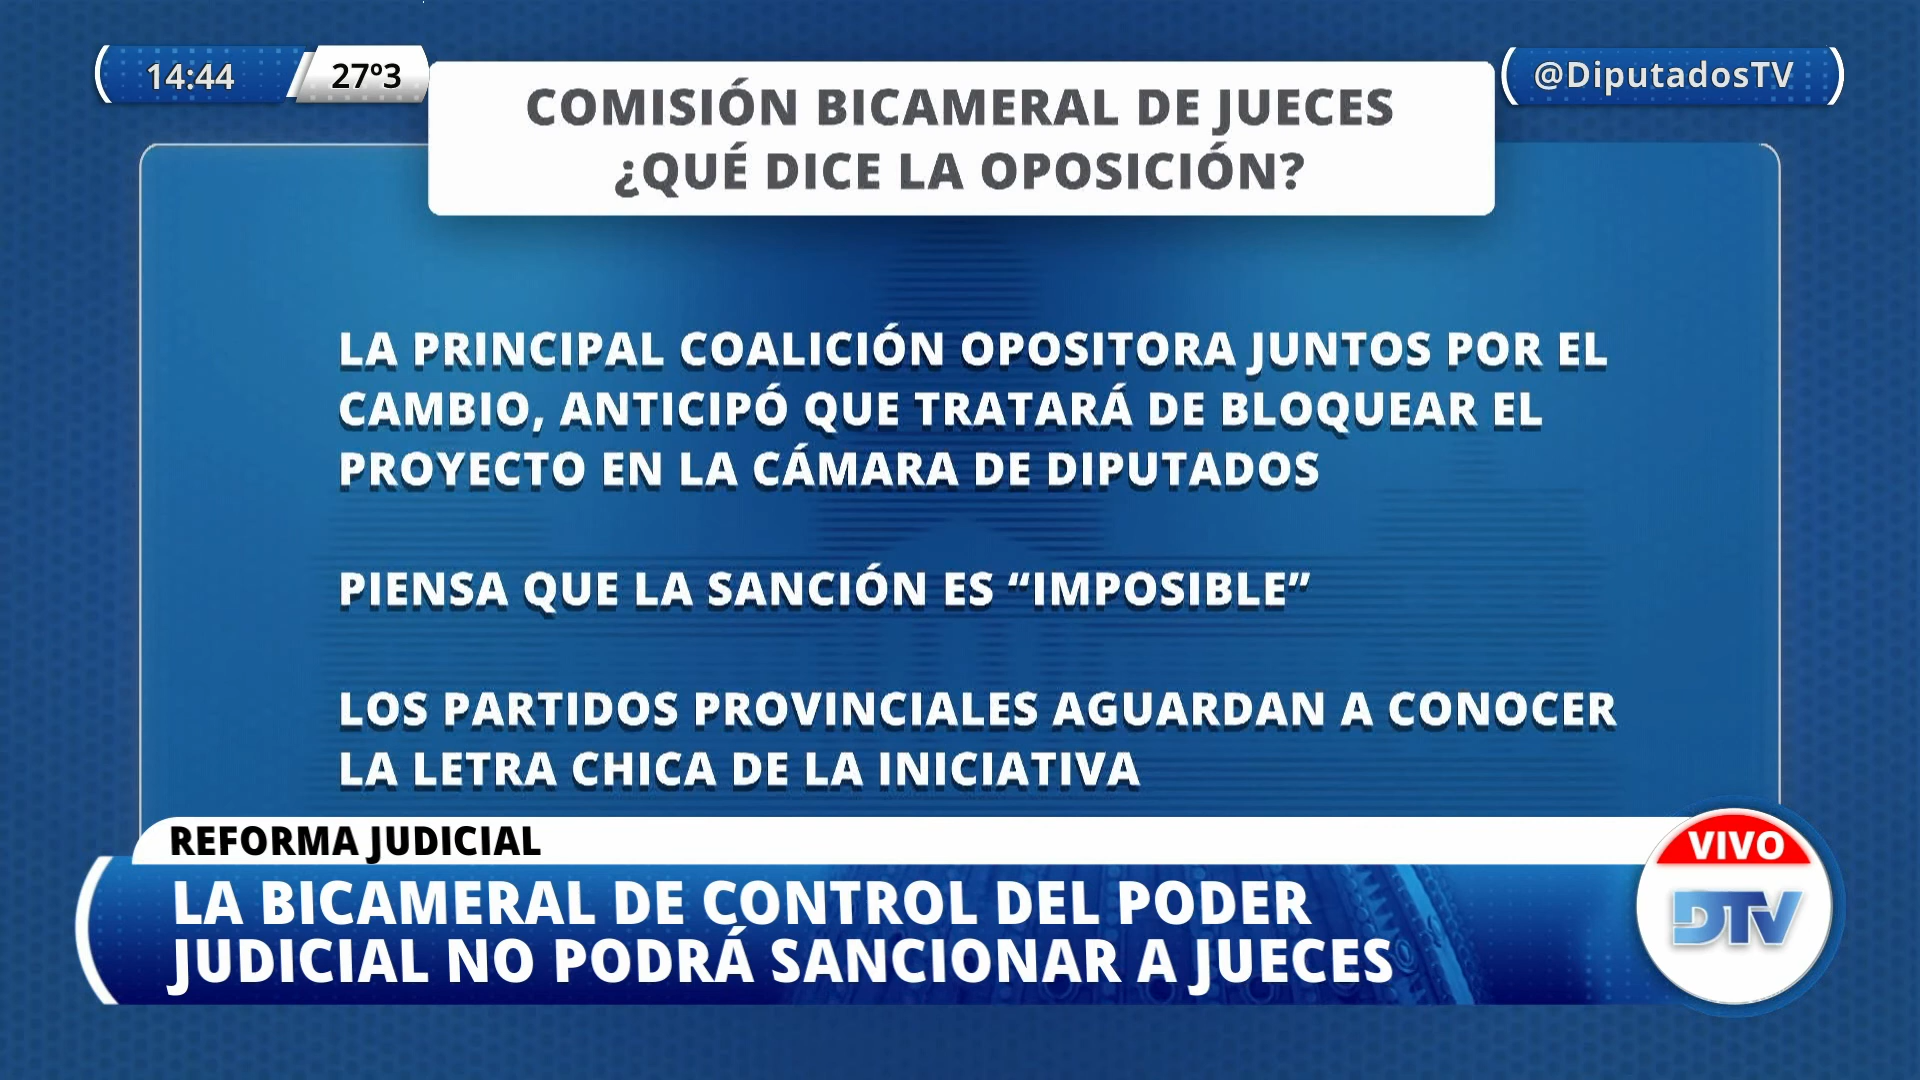 14:44
27º3
@DiputadosTV
COMISIÓN BICAMERAL DE JUECES
¿QUÉ DICE LA OPOSICIÓN?
LA PRINCIPAL COALICIÓN OPOSITORA JUNTOS POR EL
CAMBIO, ANTICIPÓ QUE TRATARÁ DE BLOQUEAR EL
PROYECTO EN LA CÁMARA DE DIPUTADOS
PIENSA QUE LA SANCIÓN ES “IMPOSIBLE”
LOS PARTIDOS PROVINCIALES AGUARDAN A CONOCER
LA LETRA CHICA DE LA INICIATIVA
REFORMA JUDICIAL
LA BICAMERAL DE CONTROL DEL PODER
JUDICIAL NO PODRÁ SANCIONAR A JUECES
VIVO
DTV